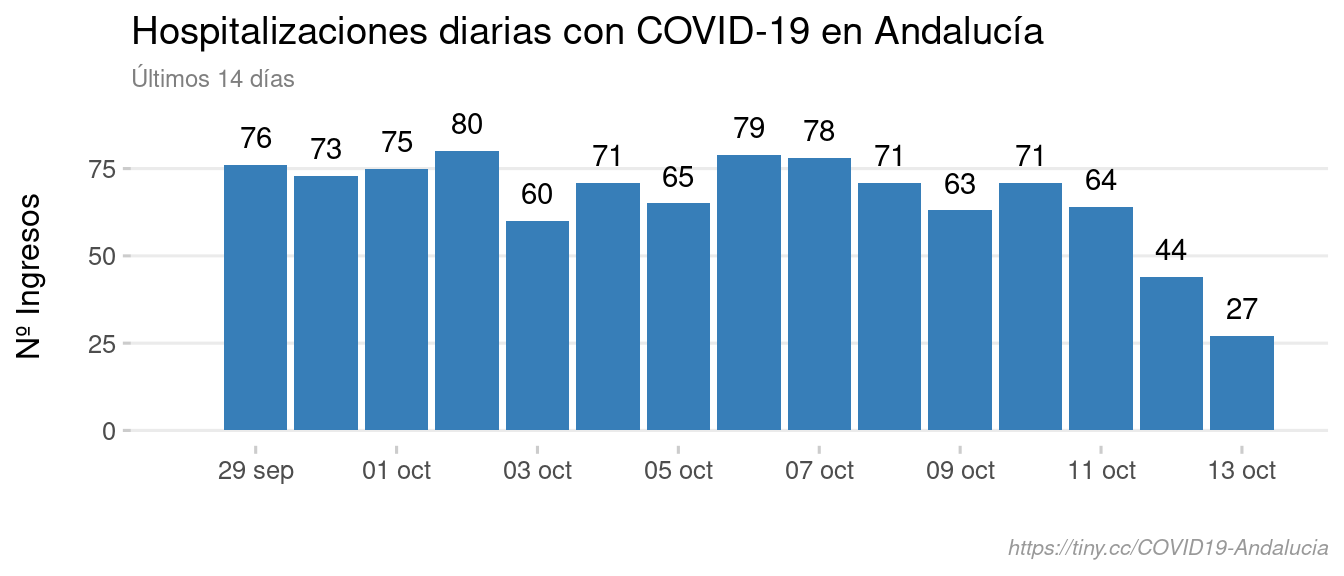 Hospitalizaciones diarias con COVID-19 en Andalucía
Últimos 14 días
Nº Ingresos
75
50
25
0
76
73
75
80
60
71
65
79
78
71
63
71
64
44
27
29 sep
01 oct
03 oct
05 oct
07 oct
09 oct
11 oct
13 oct
https://tiny.cc/COVID19-Andalucia